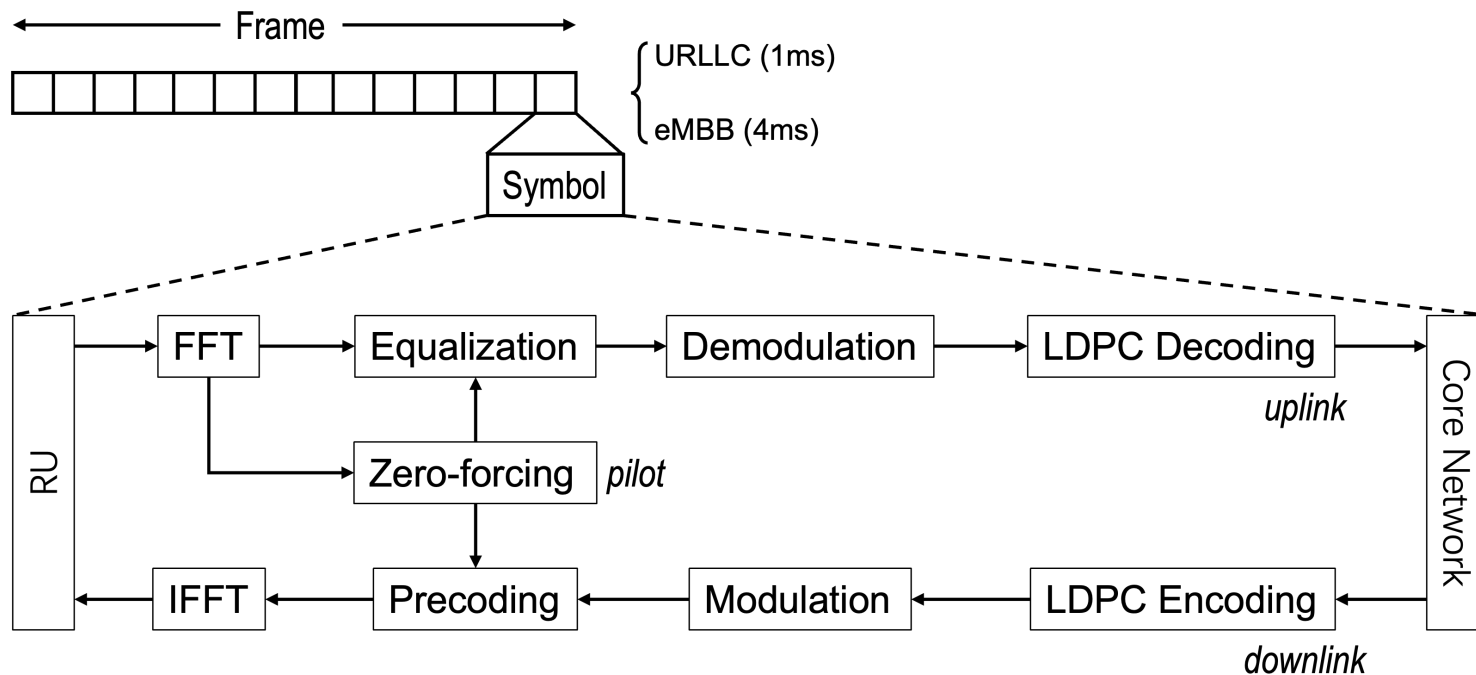 Frame
URLLC (1ms)
eMBB (4ms)
Symbol
RU
FFT
Equalization
Demodulation
LDPC Decoding
Core Network
uplink
Zero-forcing
pilot
IFFT
Precoding
Modulation
LDPC Encoding
downlink